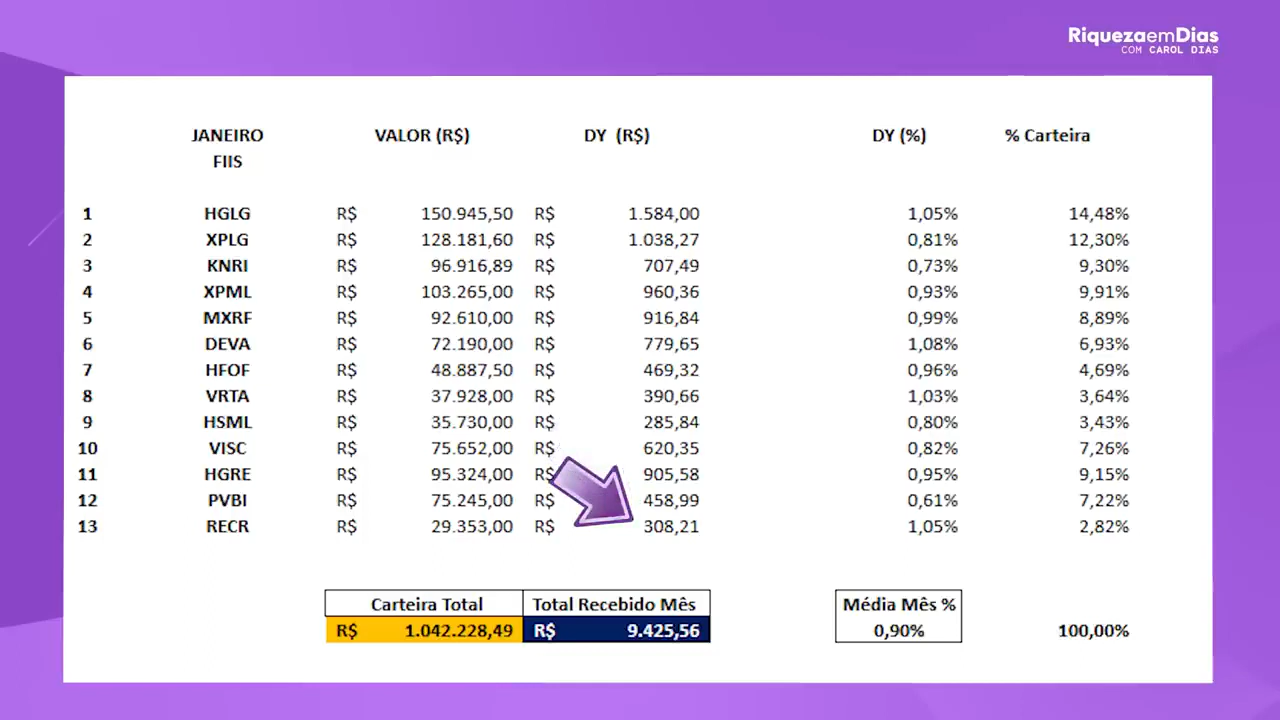 RiquezaemDias
COM CAROL DIAS
JANEIRO VALOR (R$) DY (R$) DY (%) % Carteira
FIIS
1 HGLG R$ 150.945,50 R$ 1.584,00 1,05% 14,48%
2 XPLG R$ 128.181,60 R$ 1.038,27 0,81% 12,30%
3 KNRI R$ 96.916,89 R$ 707,49 0,73% 9,30%
4 XPML R$ 103.265,00 R$ 960,36 0,93% 9,91%
5 MXRF R$ 92.610,00 R$ 916,84 0,99% 8,89%
6 DEVA R$ 72.190,00 R$ 779,65 1,08% 6,93%
7 HFOF R$ 48.887,50 R$ 469,32 0,96% 4,69%
8 VRTA R$ 37.928,00 R$ 390,66 1,03% 3,64%
9 HSML R$ 35.730,00 R$ 285,84 0,80% 3,43%
10 VISC R$ 75.652,00 R$ 620,35 0,82% 7,26%
11 HGRE R$ 95.324,00 R$ 905,58 0,95% 9,15%
12 PVBI R$ 75.245,00 R$ 458,99 0,61% 7,22%
13 RECR R$ 29.353,00 R$ 308,21 1,05% 2,82%
Carteira Total Total Recebido Mês Média Mês %
R$ 1.042.228,49 R$ 9.425,56 0,90% 100,00%